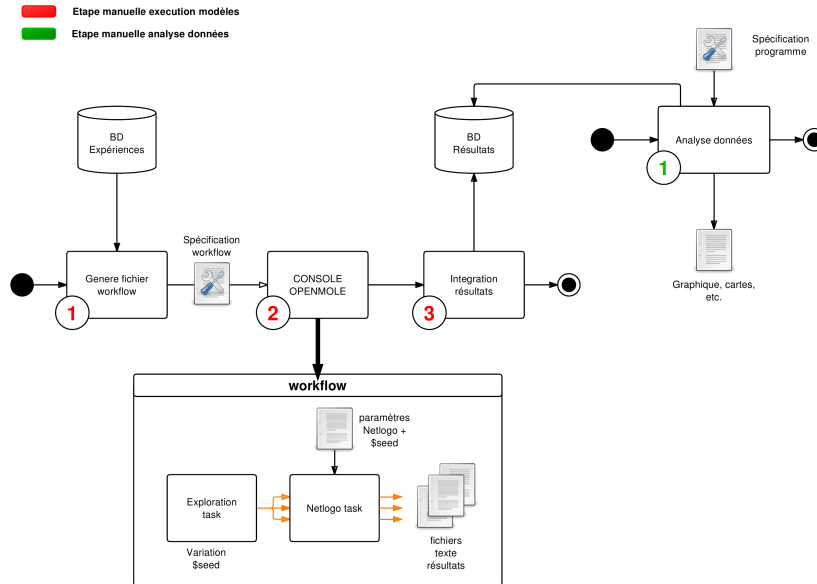 Etape manuelle execution modèles
Etape manuelle analyse données
Spécification
programme
BD
Expériences
BD
Résultats
Analyse données
1
Spécification
workflow
Genere fichier
workflow
1
CONSOLE
OPENMOLE
2
Integration
résultats
3
Graphique, cartes,
etc.
workflow
paramètres
Netlogo +
$seed
Exploration
task
Netlogo task
Variation
$seed
fichiers
texte
résultats